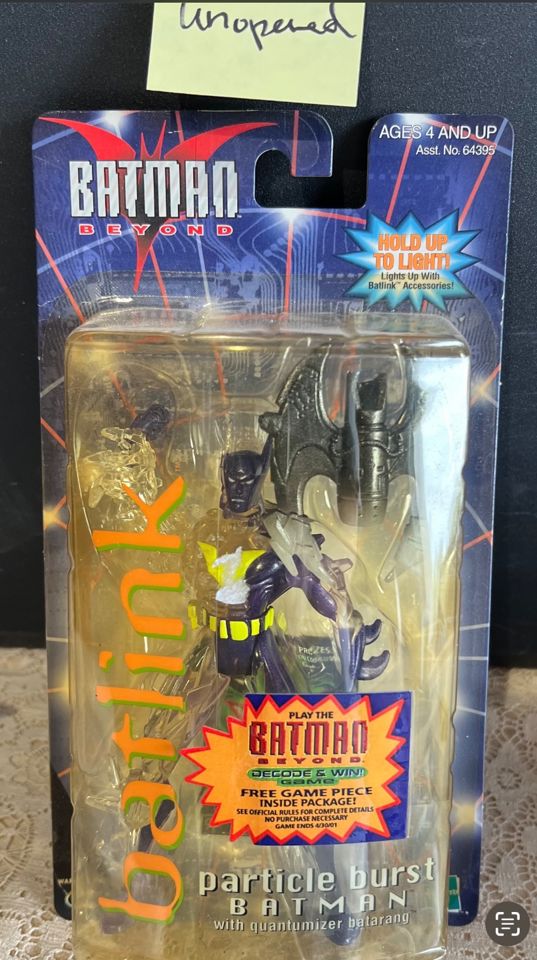 Unopened
AGES 4 AND UP
Asst. No. 64395
BATMAN
BEYOND
HOLD UP
TO LIGHT!
Lights Up With
Batlink™ Accessories!
batlink
PLAY THE
BATMAN
BEYOND
DECODE & WIN!
GAME
FREE GAME PIECE
INSIDE PACKAGE!
SEE OFFICIAL RULES FOR COMPLETE DETAILS
NO PURCHASE NECESSARY
GAME ENDS 4/30/01
particle burst
BATMAN
with quantumizer batarang™